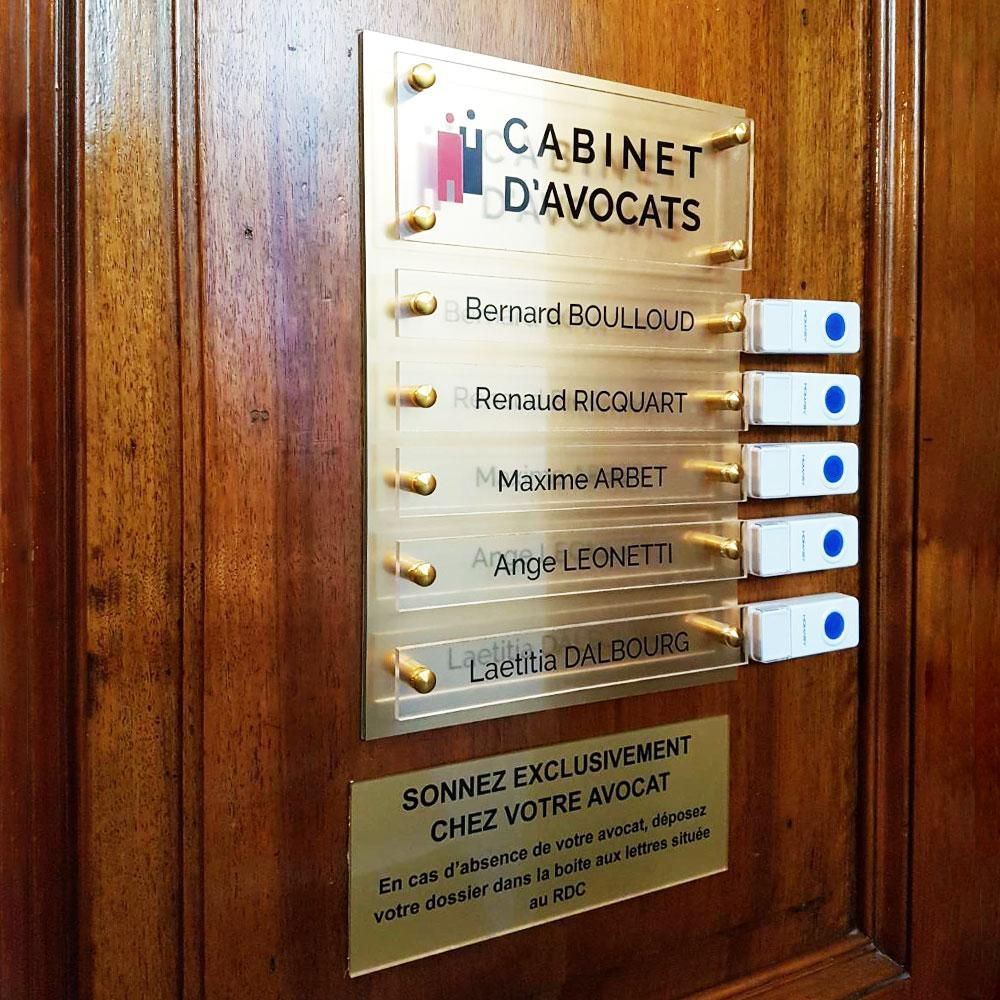 CABINET
D'AVOCATS
Bernard BOULLOUD
Renaud RICQUART
Maxime ARBET
Ange LEONETTI
Laetitia DALBOURG
SONNEZ EXCLUSIVEMENT
CHEZ VOTRE AVOCAT
En cas d'absence de votre avocat, déposez
votre dossier dans la boite aux lettres située
au RDC